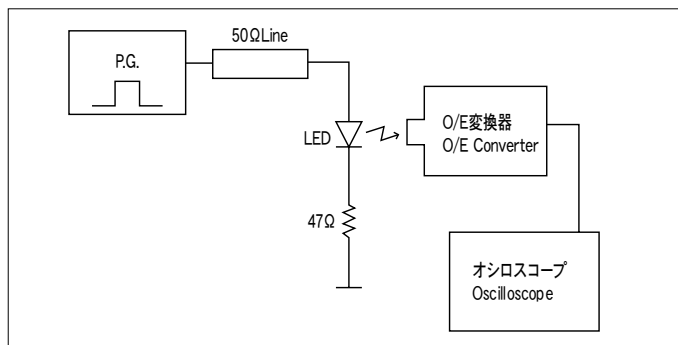 P.G.
50ΩLine
LED
47Ω
O/E変換器
O/E Converter
オシロスコープ
Oscilloscope